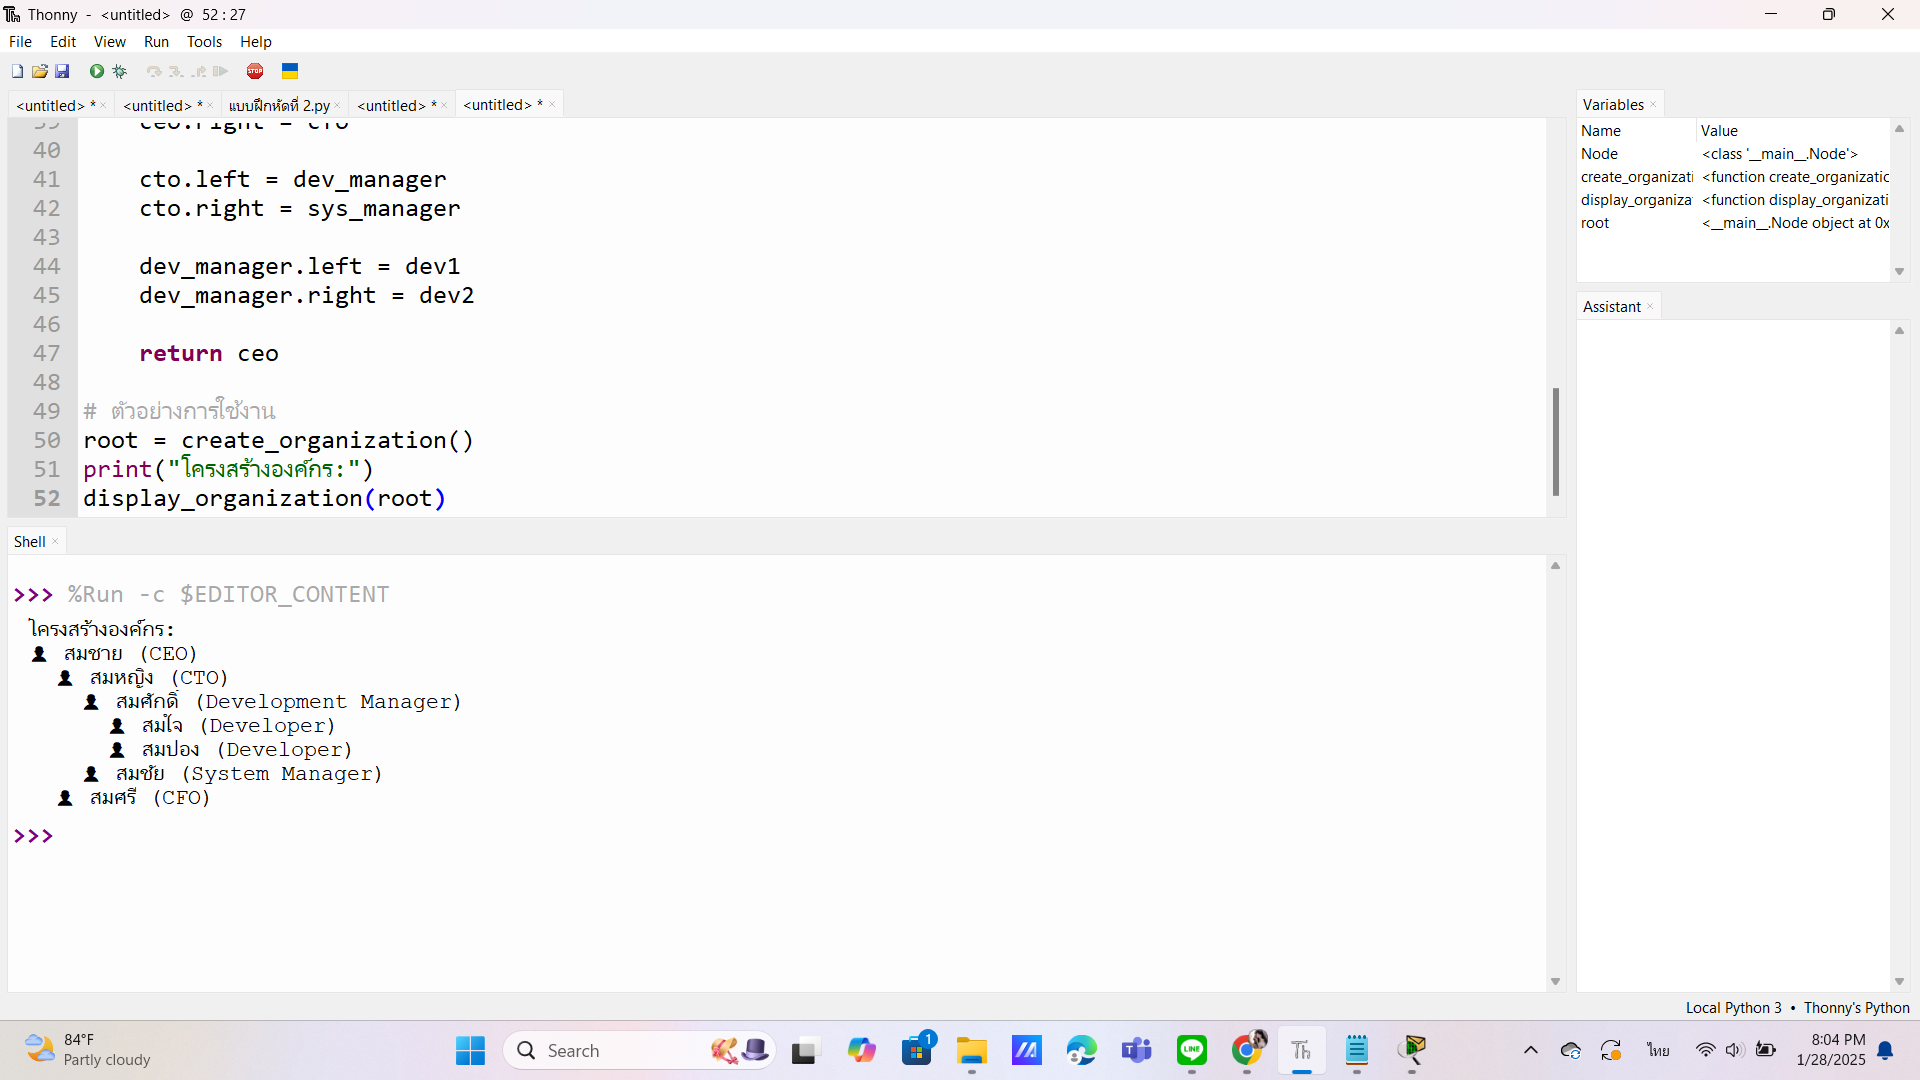 Thonny - <untitled> @ 52 : 27
File Edit View Run Tools Help
<untitled> * <untitled> * แบบฝึกหัดที่ 2.py <untitled> * <untitled> *
39 ceo.right = cfo
40
41 cto.left = dev_manager
42 cto.right = sys_manager
43
44 dev_manager.left = dev1
45 dev_manager.right = dev2
46
47 return ceo
48
49 # ตัวอย่างการใช้งาน
50 root = create_organization()
51 print("โครงสร้างองค์กร:")
52 display_organization(root)
Shell
>>> %Run -c $EDITOR_CONTENT
โครงสร้างองค์กร:
👤 สมชาย (CEO)
👤 สมหญิง (CTO)
👤 สมศักดิ์ (Development Manager)
👤 สมใจ (Developer)
👤 สมปอง (Developer)
👤 สมชัย (System Manager)
👤 สมศรี (CFO)
>>>
Variables
Name Value
Node <class '__main__.Node'>
create_organizati <function create_organizatic
display_organiza <function display_organizati
root <__main__.Node object at 0x
Assistant
Local Python 3 • Thonny's Python
84°F
Partly cloudy
Search
1
LINE
Th
ไทย
8:04 PM
1/28/2025